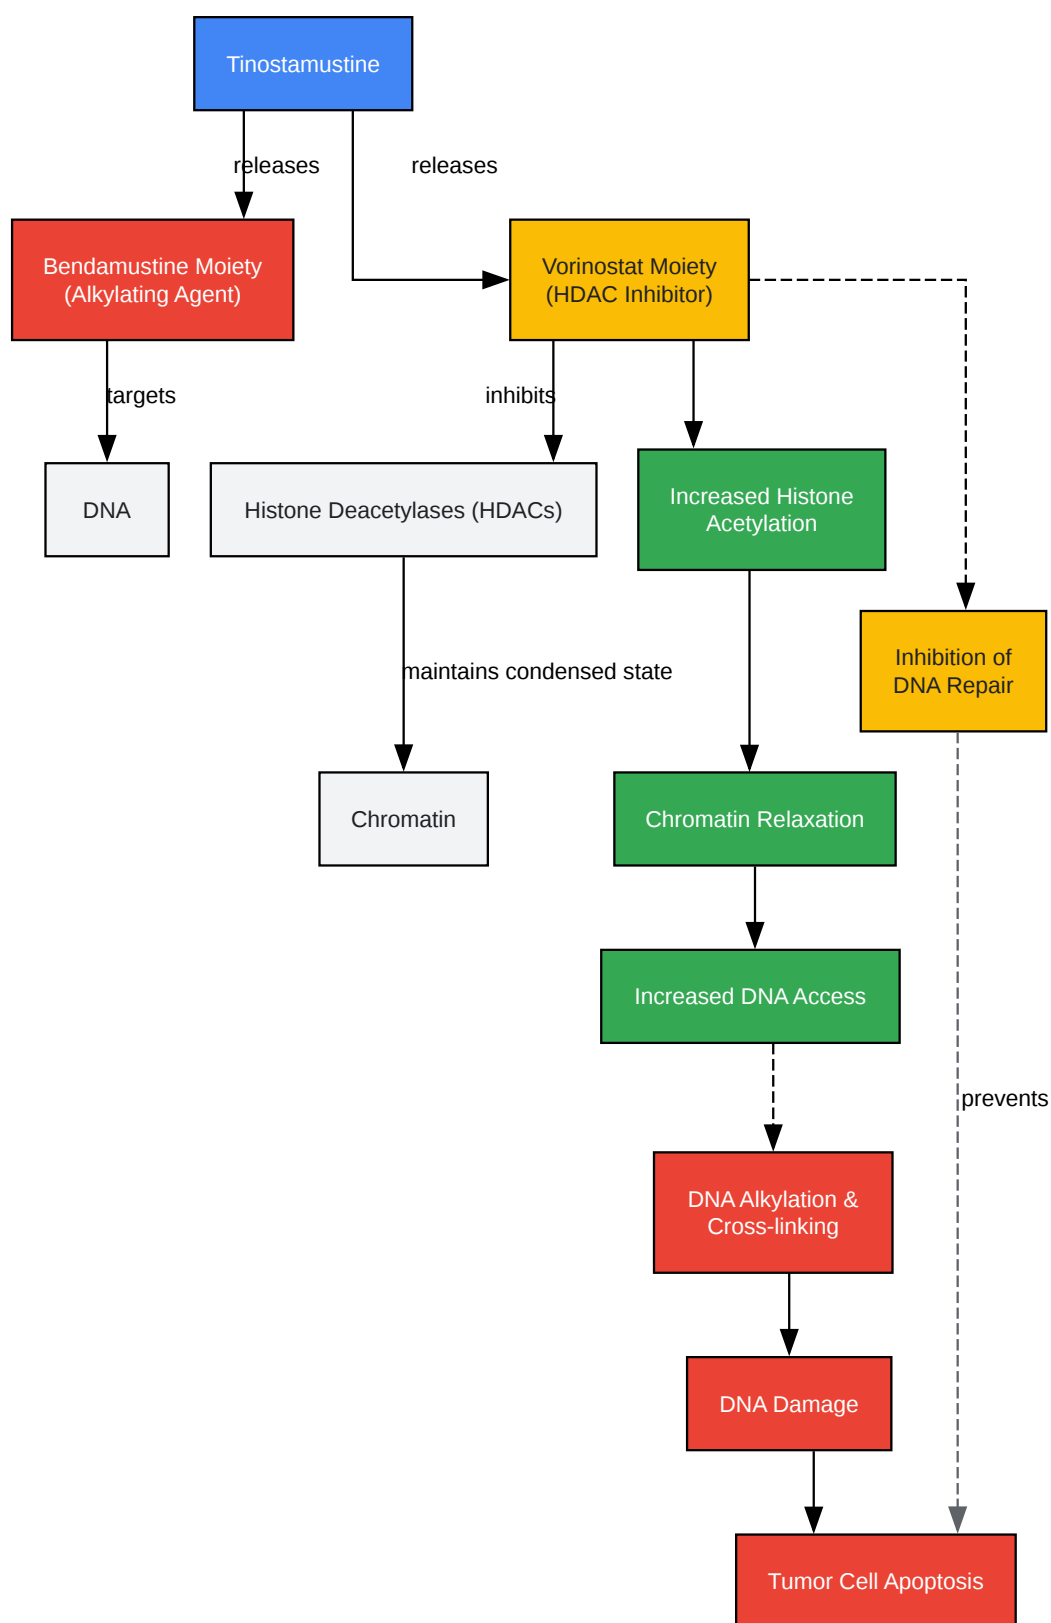 Tinostamustine
releases
releases
Bendamustine Moiety
(Alkylating Agent)
Vorinostat Moiety
(HDAC Inhibitor)
targets
inhibits
DNA
Histone Deacetylases (HDACs)
Increased Histone
Acetylation
maintains condensed state
Inhibition of
DNA Repair
Chromatin
Chromatin Relaxation
Increased DNA Access
prevents
DNA Alkylation &
Cross-linking
DNA Damage
Tumor Cell Apoptosis